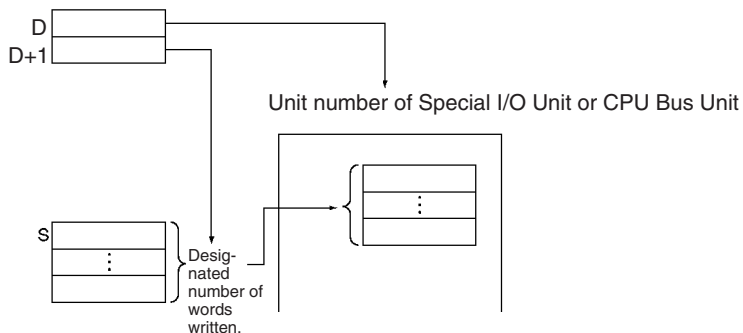 D
D+1
Unit number of Special I/O Unit or CPU Bus Unit
S
Desig-
nated
number of
words
written.